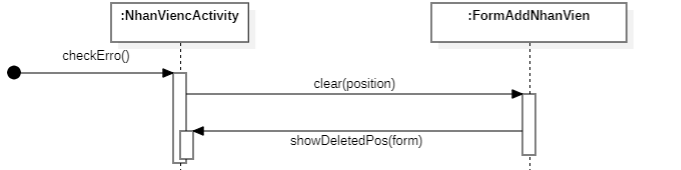 :NhanViencActivity
:FormAddNhanVien
checkErro()
clear(position)
showDeletedPos(form)